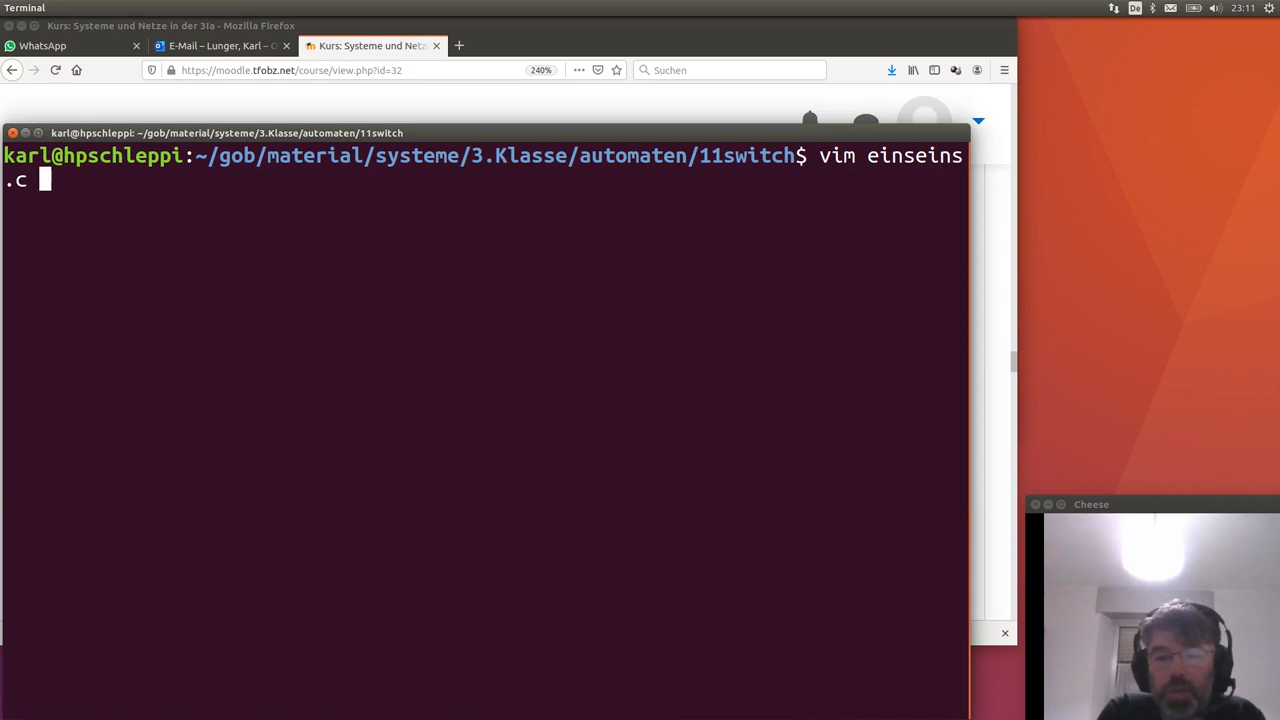 Terminal
De
23:11
Kurs: Systeme und Netze in der 3Ia - Mozilla Firefox
WhatsApp
E-Mail – Lunger, Karl – O
Kurs: Systeme und Netz
https://moodle.tfobz.net/course/view.php?id=32
240%
Suchen
karl@hpschleppi: ~/gob/material/systeme/3.Klasse/automaten/11switch
karl@hpschleppi:~/gob/material/systeme/3.Klasse/automaten/11switch$ vim einseins
.c
Cheese